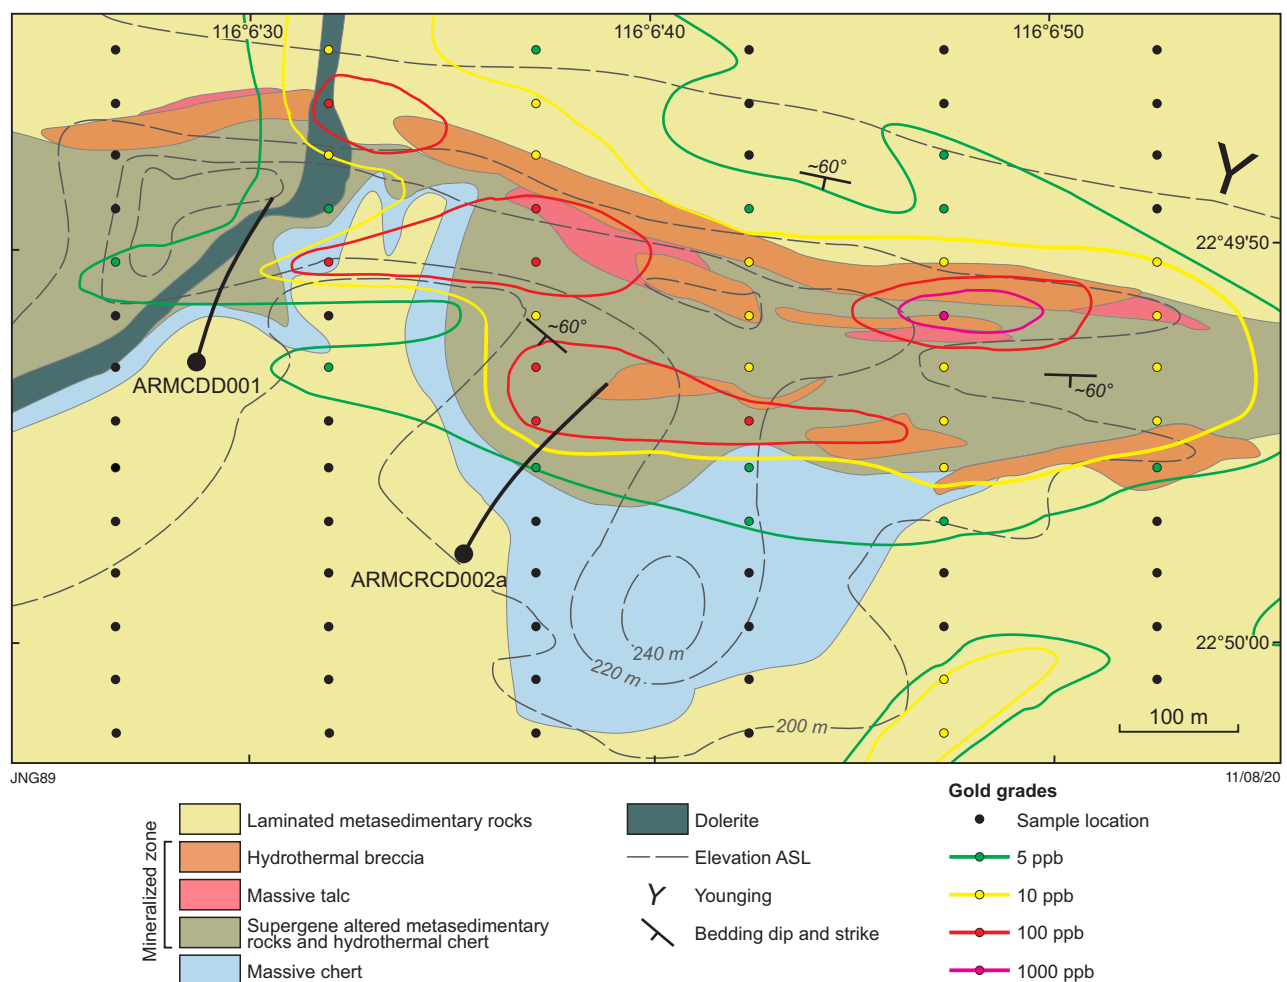 116°6'30 116°6'40 116°6'50
~60°
22°49'50
~60°
ARMCDD001
~60°
ARMCRCD002a
240 m
220 m
22°50'00
200 m
100 m
JNG89 11/08/20
Gold grades
Laminated metasedimentary rocks
Dolerite
Sample location
Mineralized zone
Hydrothermal breccia
Elevation ASL
5 ppb
Massive talc
Younging
10 ppb
Supergene altered metasedimentary
rocks and hydrothermal chert
Bedding dip and strike
100 ppb
Massive chert
1000 ppb